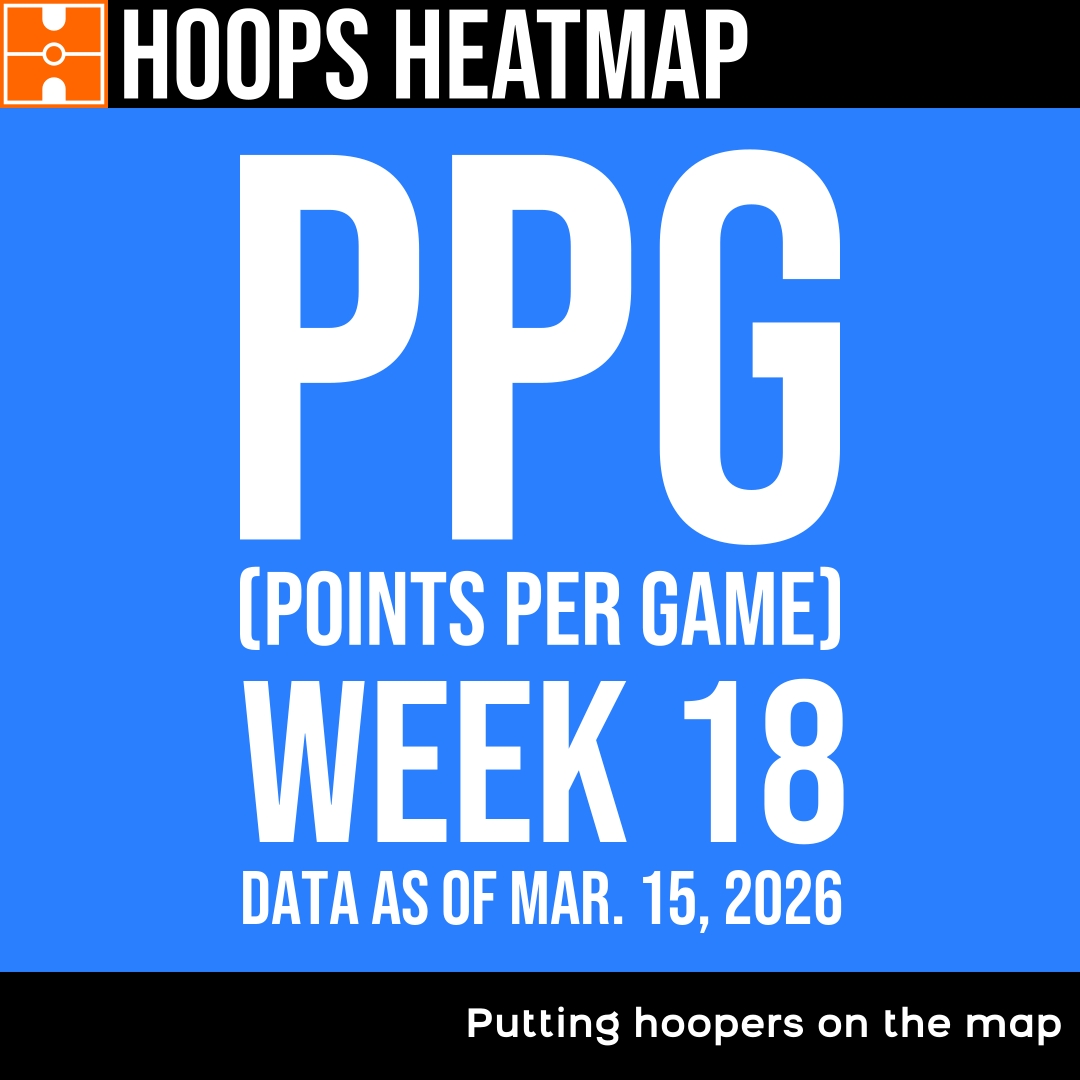 HOOPS HEATMAP
PPG
(POINTS PER GAME)
WEEK 18
DATA AS OF MAR. 15, 2026
Putting hoopers on the map